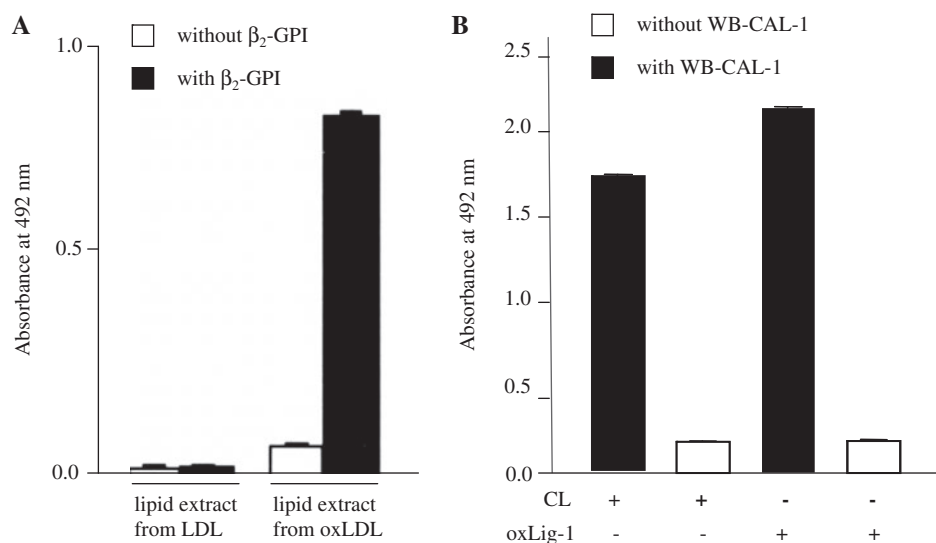 A
without β₂-GPI
with β₂-GPI
1.0
0.5
0.0
Absorbance at 492 nm
lipid extract from LDL
lipid extract from oxLDL
B
without WB-CAL-1
with WB-CAL-1
2.5
2.0
1.5
1.0
0.5
0.0
Absorbance at 492 nm
CL + + - -
oxLig-1 - - + +